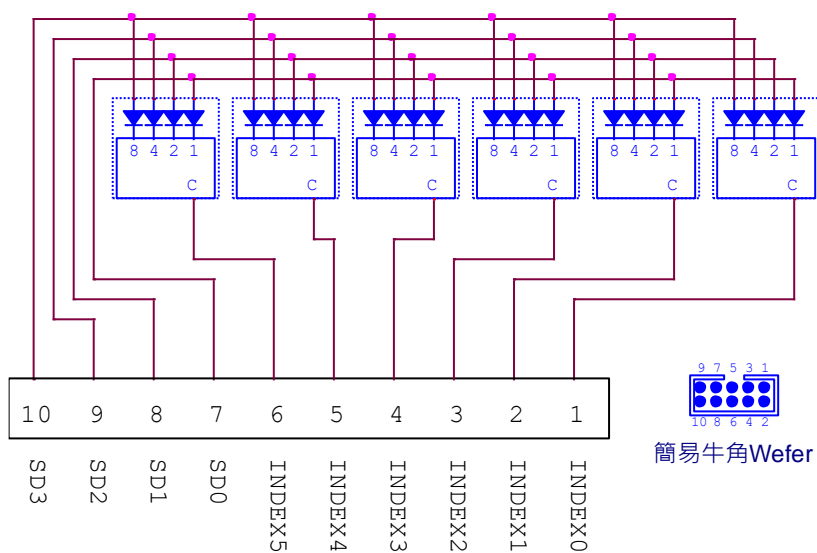 8 4 2 1
C
8 4 2 1
C
8 4 2 1
C
8 4 2 1
C
8 4 2 1
C
8 4 2 1
C
10 9 8 7 6 5 4 3 2 1
SD3
SD2
SD1
SD0
INDEX5
INDEX4
INDEX3
INDEX2
INDEX1
INDEX0
9 7 5 3 1
10 8 6 4 2
簡易牛角Wefer